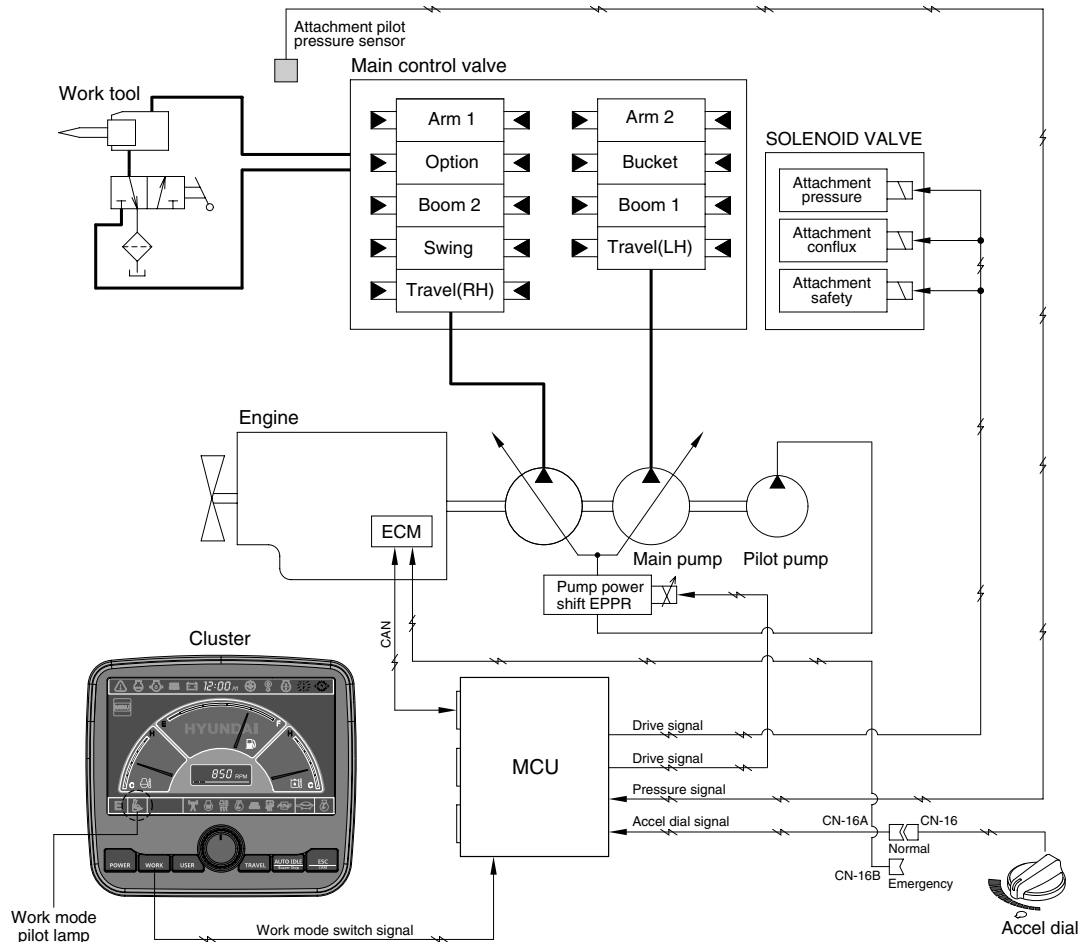 Attachment pilot
pressure sensor
Main control valve
Work tool
Arm 1
Option
Boom 2
Swing
Travel(RH)
Arm 2
Bucket
Boom 1
Travel(LH)
SOLENOID VALVE
Attachment
pressure
Attachment
conflux
Attachment
safety
Engine
ECM
Main pump
Pilot pump
Pump power
shift EPPR
CAN
Cluster
12:00
MENU
E F
HYUNDAI
H H
C C
850 RPM
E
POWER
WORK
USER
TRAVEL
AUTO IDLE
ESC
Work mode
pilot lamp
Work mode switch signal
MCU
Drive signal
Drive signal
Pressure signal
Accel dial signal
CN-16A
CN-16
Normal
CN-16B
Emergency
Accel dial